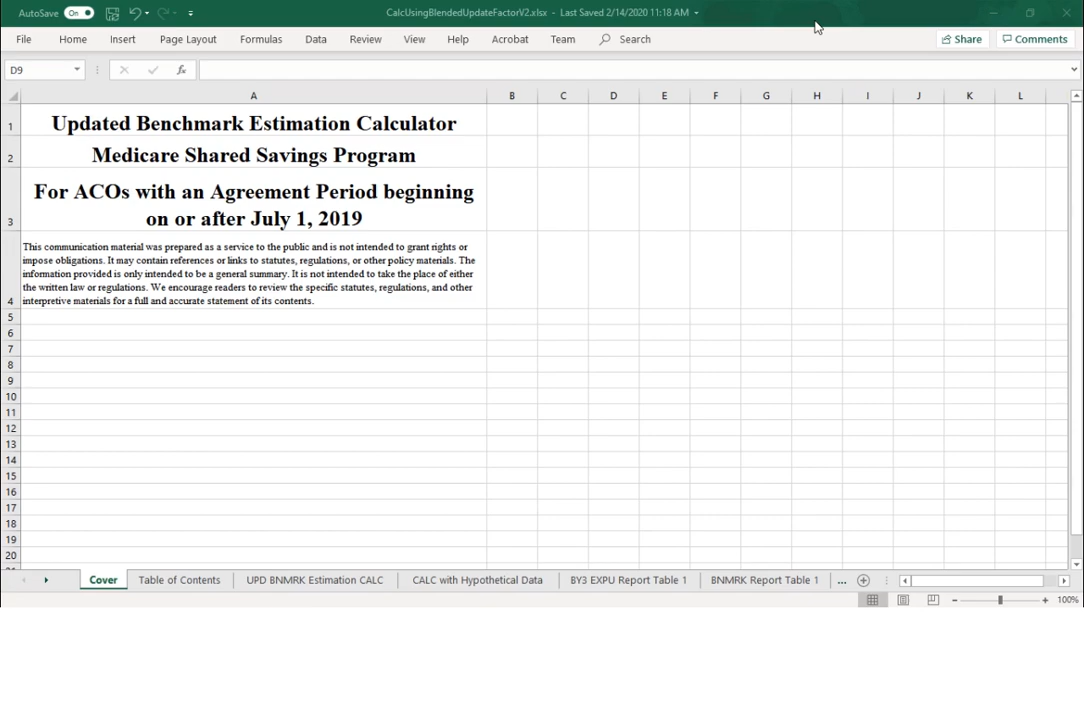 AutoSave On CalcUsingBlendedUpdateFactorV2.xlsx - Last Saved 2/14/2020 11:18 AM
File Home Insert Page Layout Formulas Data Review View Help Acrobat Team Search Share Comments
D9 fx
A B C D E F G H I J K L
1 Updated Benchmark Estimation Calculator
2 Medicare Shared Savings Program
For ACOs with an Agreement Period beginning
3 on or after July 1, 2019
This communication material was prepared as a service to the public and is not intended to grant rights or
impose obligations. It may contain references or links to statutes, regulations, or other policy materials. The
information provided is only intended to be a general summary. It is not intended to take the place of either
the written law or regulations. We encourage readers to review the specific statutes, regulations, and other
4 interpretive materials for a full and accurate statement of its contents.
5
6
7
8
9
10
11
12
13
14
15
16
17
18
19
20
Cover Table of Contents UPD BNMRK Estimation CALC CALC with Hypothetical Data BY3 EXPU Report Table 1 BNMRK Report Table 1 ...
100%